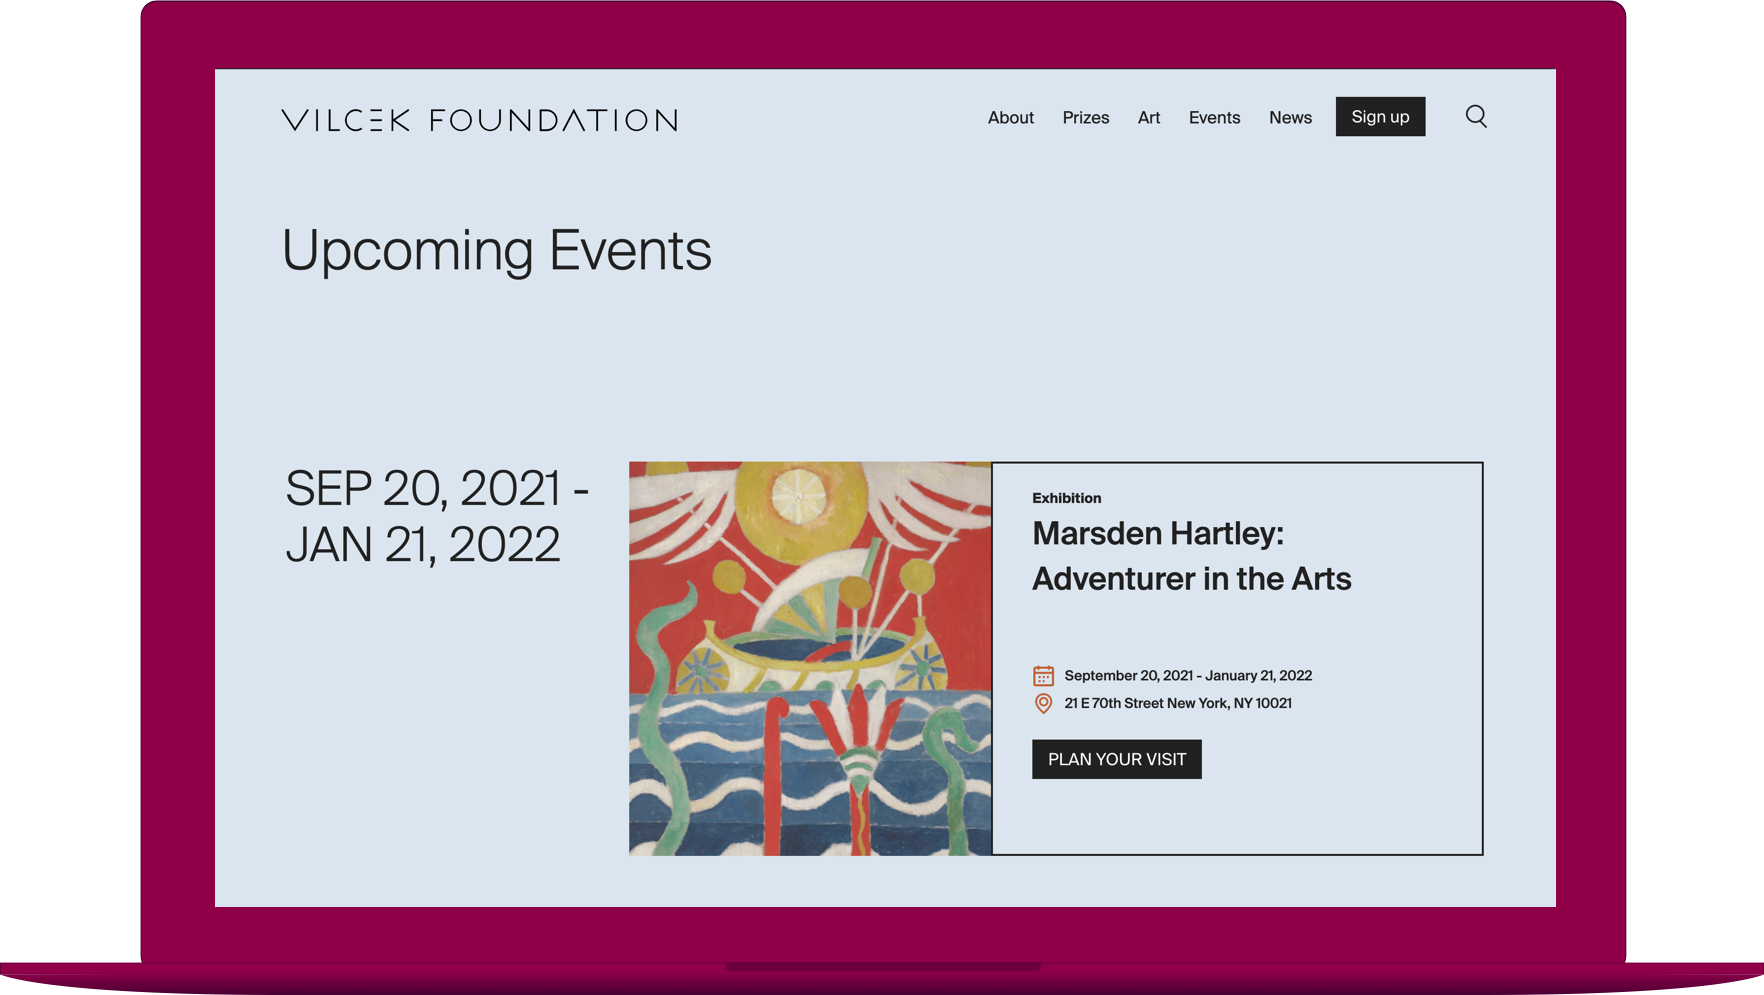 VILCEK FOUNDATION
About Prizes Art Events News Sign up
Upcoming Events
SEP 20, 2021 -
JAN 21, 2022
Exhibition
Marsden Hartley:
Adventurer in the Arts
September 20, 2021 - January 21, 2022
21 E 70th Street New York, NY 10021
PLAN YOUR VISIT